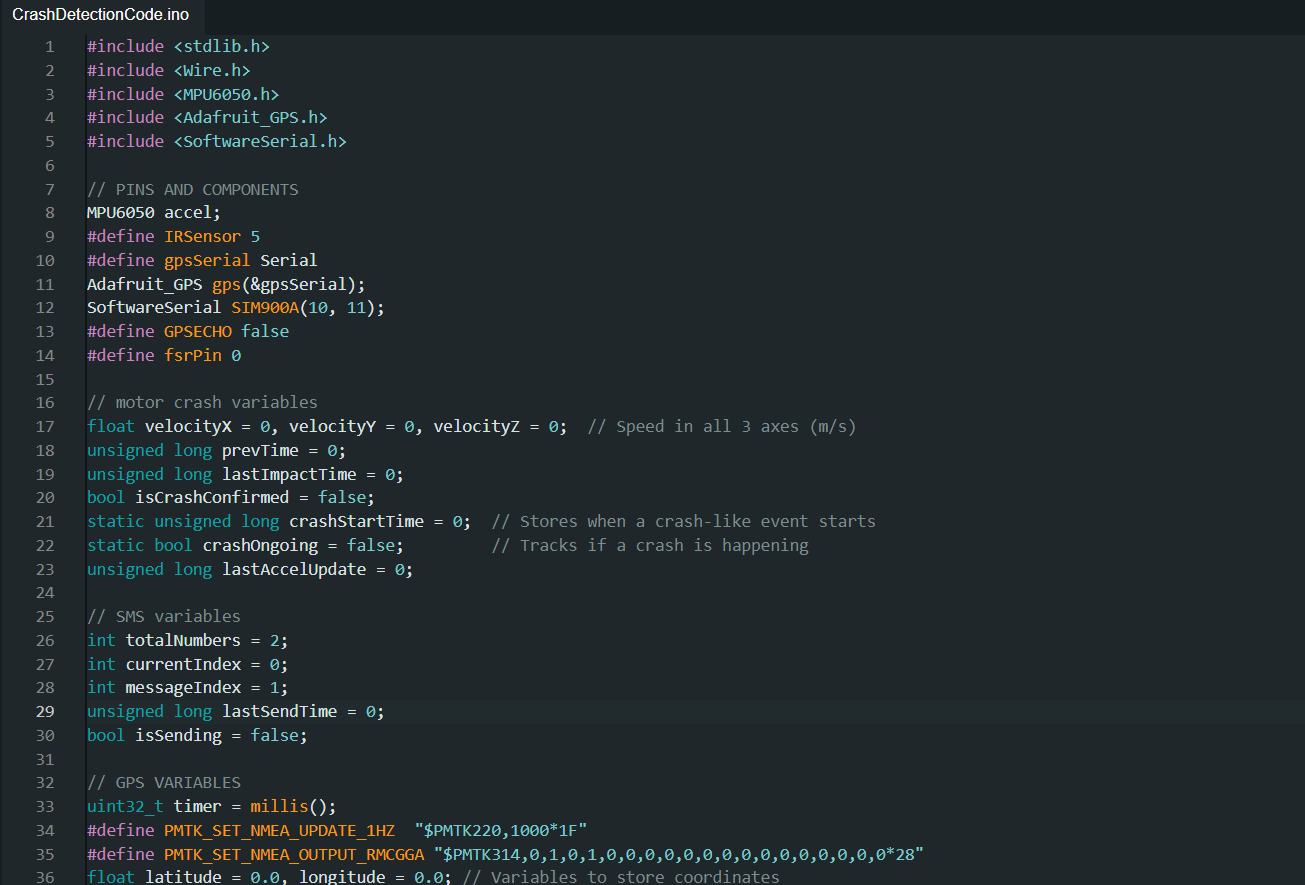 CrashDetectionCode.ino
1 #include <stdlib.h>
2 #include <Wire.h>
3 #include <MPU6050.h>
4 #include <Adafruit_GPS.h>
5 #include <SoftwareSerial.h>
6
7 // PINS AND COMPONENTS
8 MPU6050 accel;
9 #define IRSensor 5
10 #define gpsSerial Serial
11 Adafruit_GPS gps(&gpsSerial);
12 SoftwareSerial SIM900A(10, 11);
13 #define GPSECHO false
14 #define fsrPin 0
15
16 // motor crash variables
17 float velocityX = 0, velocityY = 0, velocityZ = 0;  // Speed in all 3 axes (m/s)
18 unsigned long prevTime = 0;
19 unsigned long lastImpactTime = 0;
20 bool isCrashConfirmed = false;
21 static unsigned long crashStartTime = 0;  // Stores when a crash-like event starts
22 static bool crashOngoing = false;         // Tracks if a crash is happening
23 unsigned long lastAccelUpdate = 0;
24
25 // SMS variables
26 int totalNumbers = 2;
27 int currentIndex = 0;
28 int messageIndex = 1;
29 unsigned long lastSendTime = 0;
30 bool isSending = false;
31
32 // GPS VARIABLES
33 uint32_t timer = millis();
34 #define PMTK_SET_NMEA_UPDATE_1HZ  "$PMTK220,1000*1F"
35 #define PMTK_SET_NMEA_OUTPUT_RMCGGA "$PMTK314,0,1,0,1,0,0,0,0,0,0,0,0,0,0,0,0,0,0,0*28"
36 float latitude = 0.0, longitude = 0.0; // Variables to store coordinates